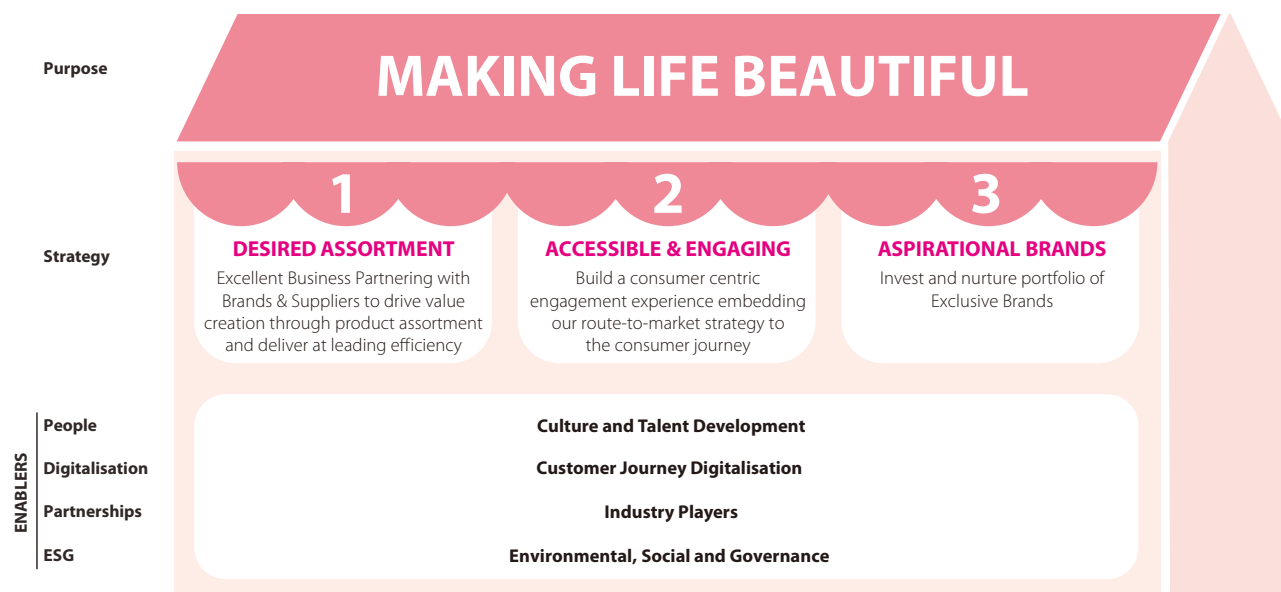 Purpose
MAKING LIFE BEAUTIFUL
Strategy
1
DESIRED ASSORTMENT
Excellent Business Partnering with
Brands & Suppliers to drive value
creation through product assortment
and deliver at leading efficiency
2
ACCESSIBLE & ENGAGING
Build a consumer centric
engagement experience embedding
our route-to-market strategy to
the consumer journey
3
ASPIRATIONAL BRANDS
Invest and nurture portfolio of
Exclusive Brands
ENABLERS
People
Culture and Talent Development
Digitalisation
Customer Journey Digitalisation
Partnerships
Industry Players
ESG
Environmental, Social and Governance